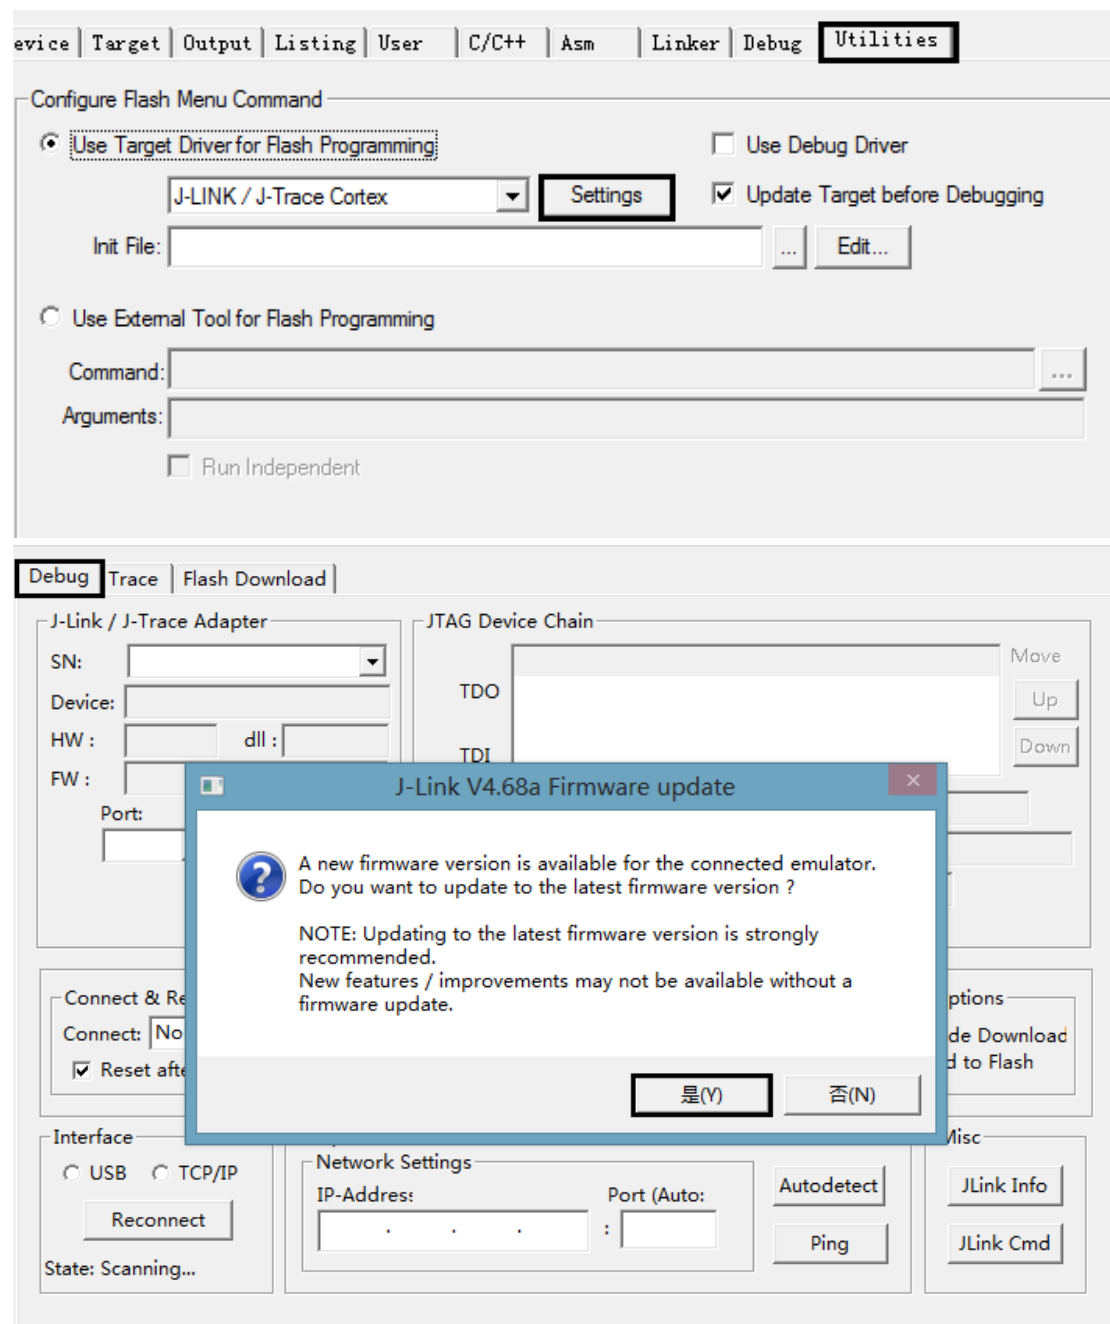 evice Target Output Listing User C/C++ Asm Linker Debug Utilities
Configure Flash Menu Command
Use Target Driver for Flash Programming
Use Debug Driver
J-LINK / J-Trace Cortex
Settings
Update Target before Debugging
Init File:
...
Edit...
Use External Tool for Flash Programming
Command:
...
Arguments:
Run Independent
Debug Trace Flash Download
J-Link / J-Trace Adapter
SN:
Device:
HW :
dll :
FW :
Port:
JTAG Device Chain
TDO
TDI
Move
Up
Down
J-Link V4.68a Firmware update
A new firmware version is available for the connected emulator.
Do you want to update to the latest firmware version ?
NOTE: Updating to the latest firmware version is strongly
recommended.
New features / improvements may not be available without a
firmware update.
是(Y)
否(N)
Connect & Re
Connect: No
Reset afte
ptions
de Download
d to Flash
Interface
USB
TCP/IP
Reconnect
State: Scanning...
Network Settings
IP-Address
Port (Auto:
. . . :
Autodetect
Ping
Misc
JLink Info
JLink Cmd